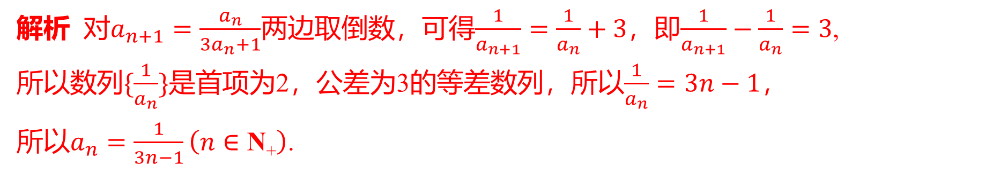 解析 对$a_{n+1}=\frac{a_n}{3a_n+1}$两边取倒数，可得$\frac{1}{a_{n+1}}=\frac{1}{a_n}+3$，即$\frac{1}{a_{n+1}}-\frac{1}{a_n}=3$,
所以数列{$\frac{1}{a_n}$}是首项为2，公差为3的等差数列，所以$\frac{1}{a_n}=3n-1$，
所以$a_n=\frac{1}{3n-1}(n\in\mathbf{N}_+)$.